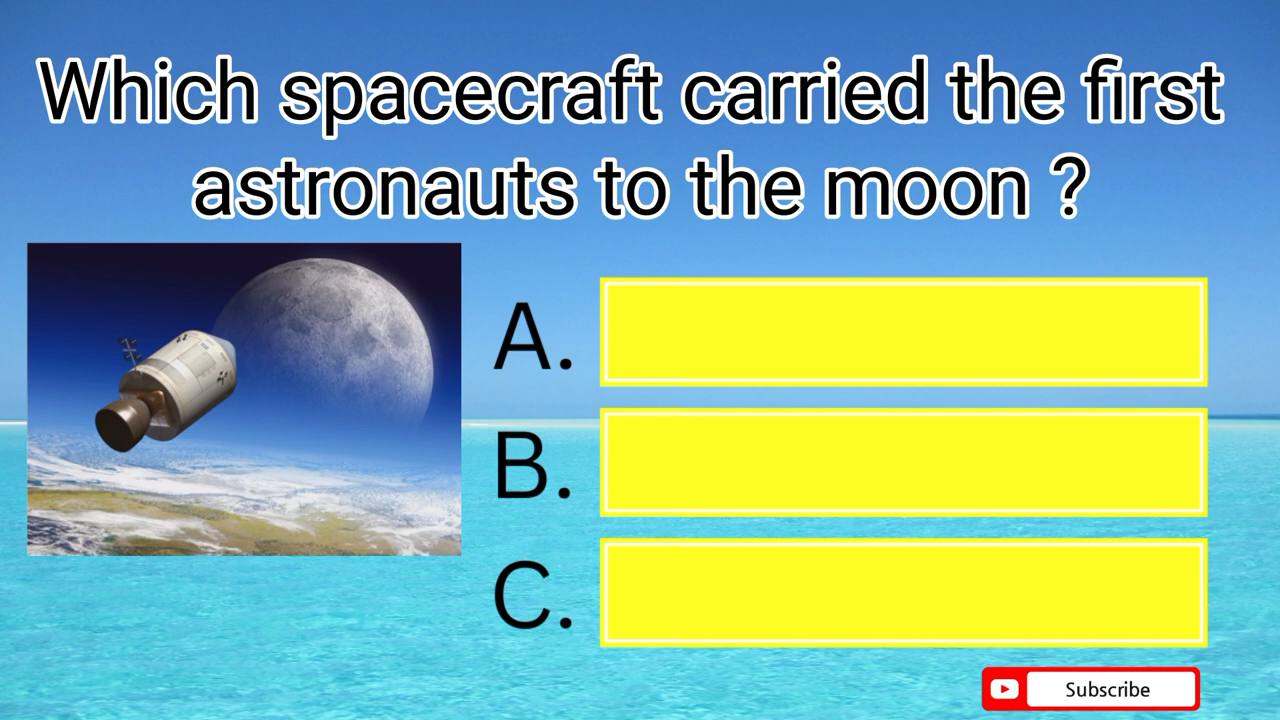 Which spacecraft carried the first
astronauts to the moon ?
A.
B.
C.
Subscribe